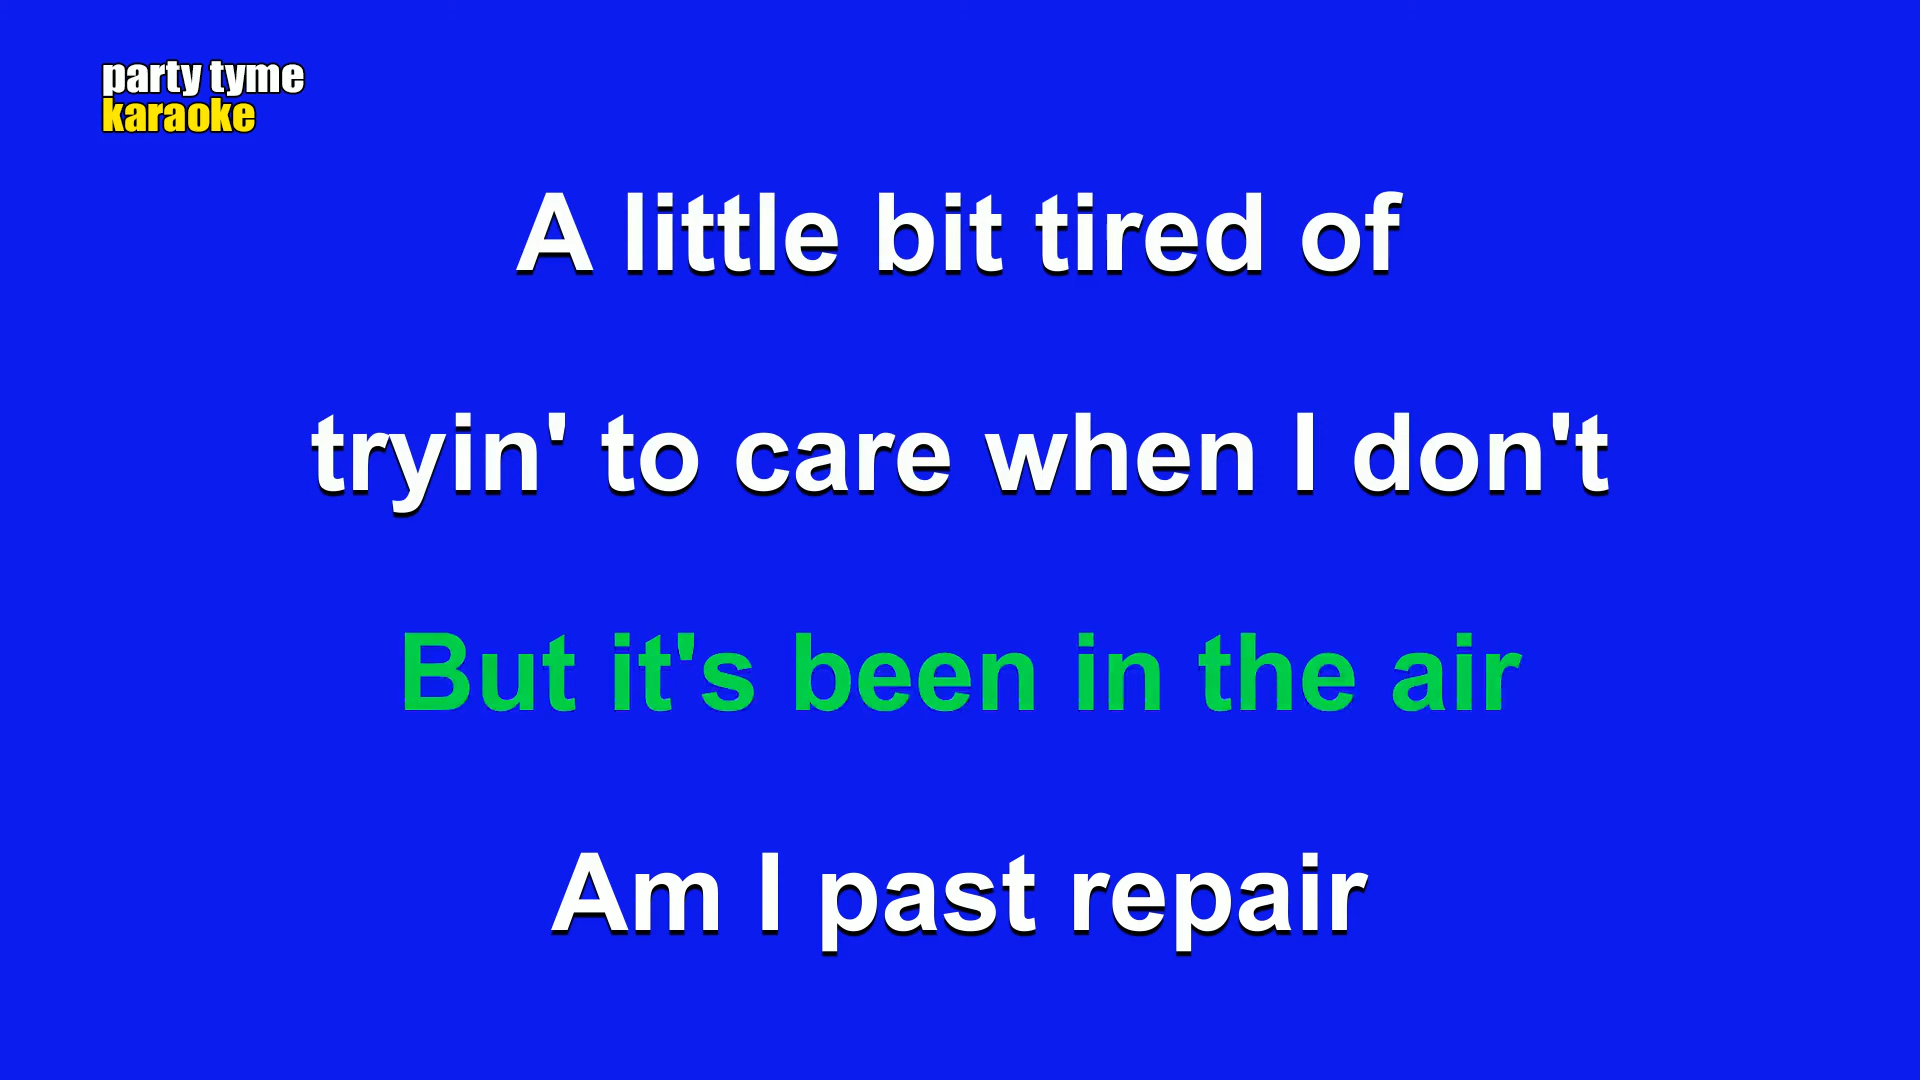 party tyme
karaoke
A little bit tired of
tryin' to care when I don't
But it's been in the air
Am I past repair